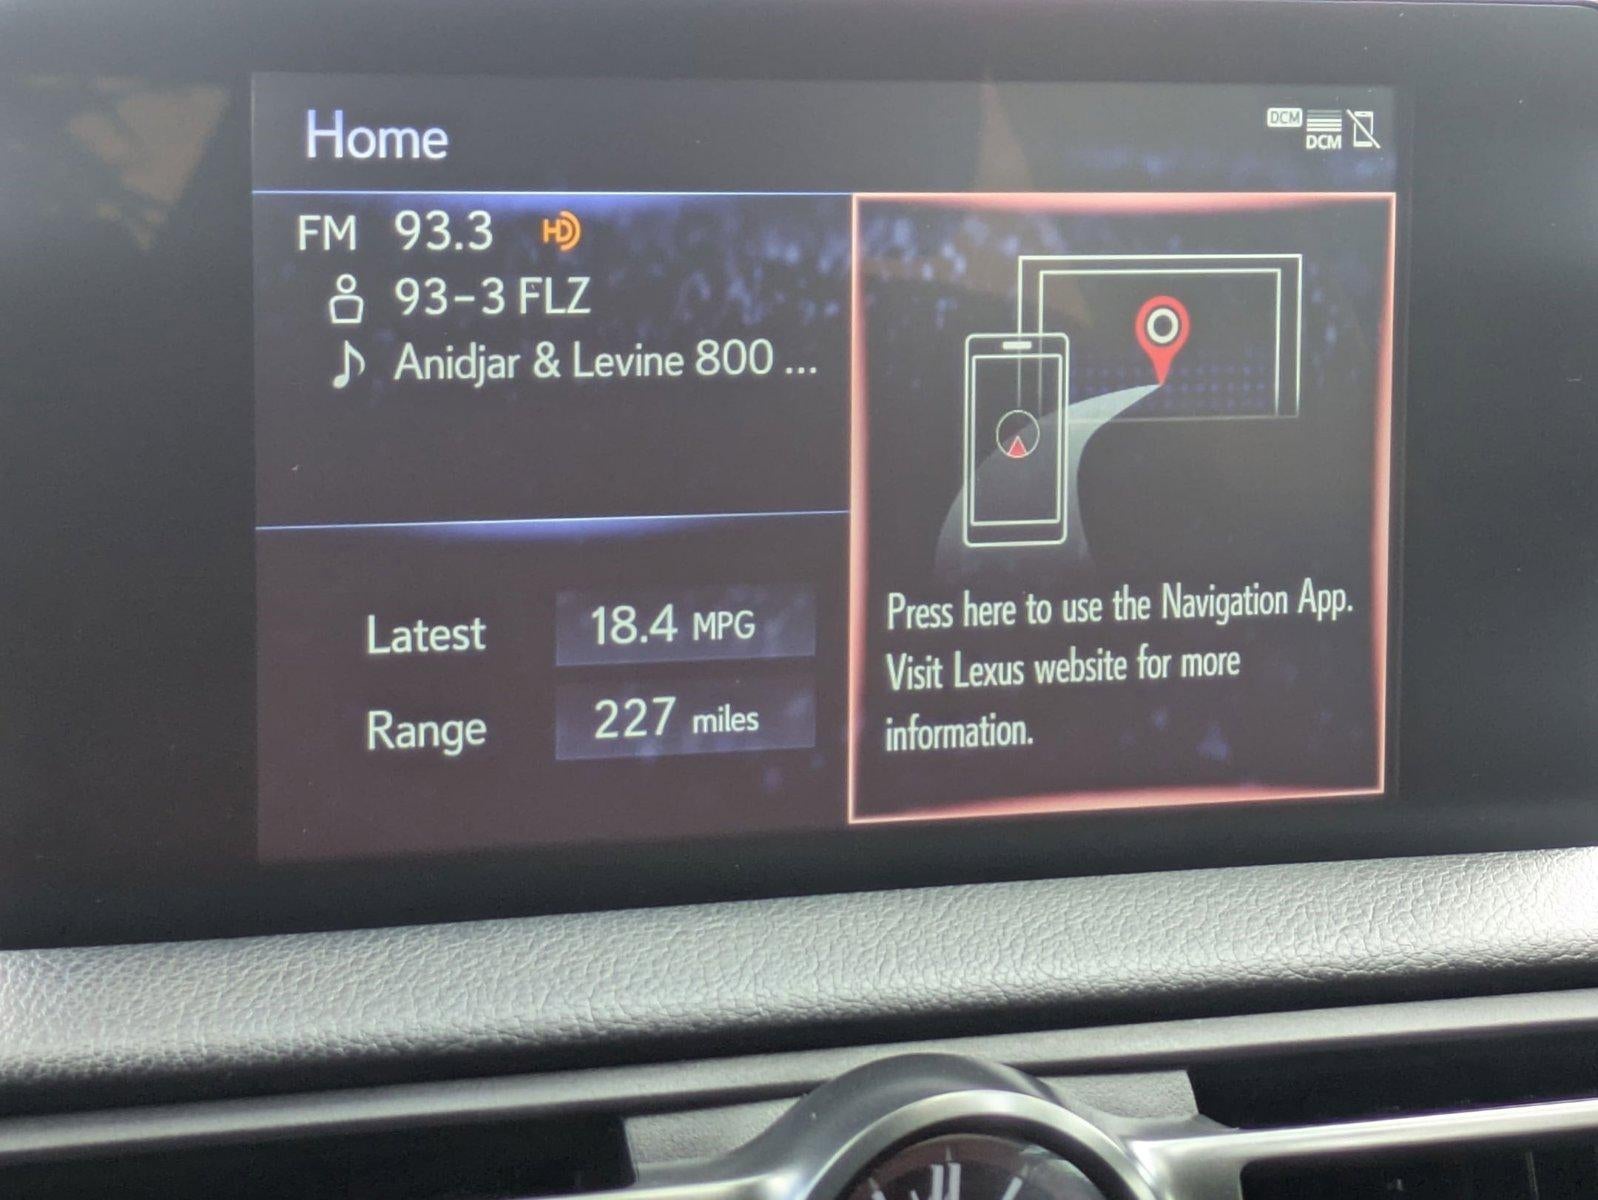 Home
DCM
DCM
FM 93.3 HD
93-3 FLZ
Anidjar & Levine 800 ...
Latest 18.4 MPG
Range 227 miles
Press here to use the Navigation App.
Visit Lexus website for more
information.